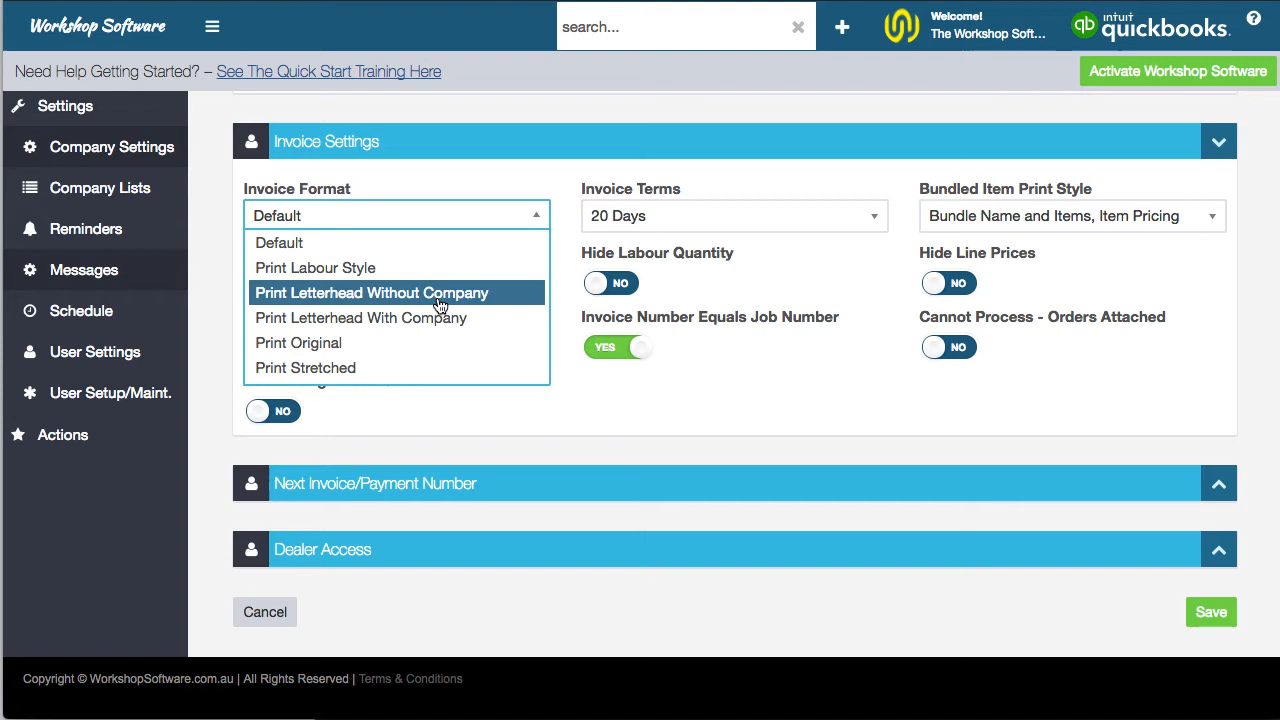 Workshop Software
search...
Welcome!
The Workshop Soft...
qb
intuit
quickbooks.
?
Need Help Getting Started? – See The Quick Start Training Here
Activate Workshop Software
Settings
Company Settings
Company Lists
Reminders
Messages
Schedule
User Settings
User Setup/Maint.
Actions
Invoice Settings
Invoice Format
Default
Default
Print Labour Style
Print Letterhead Without Company
Print Letterhead With Company
Print Original
Print Stretched
NO
Invoice Terms
20 Days
Hide Labour Quantity
NO
Invoice Number Equals Job Number
YES
Bundled Item Print Style
Bundle Name and Items, Item Pricing
Hide Line Prices
NO
Cannot Process - Orders Attached
NO
Next Invoice/Payment Number
Dealer Access
Cancel
Save
Copyright © WorkshopSoftware.com.au | All Rights Reserved | Terms & Conditions